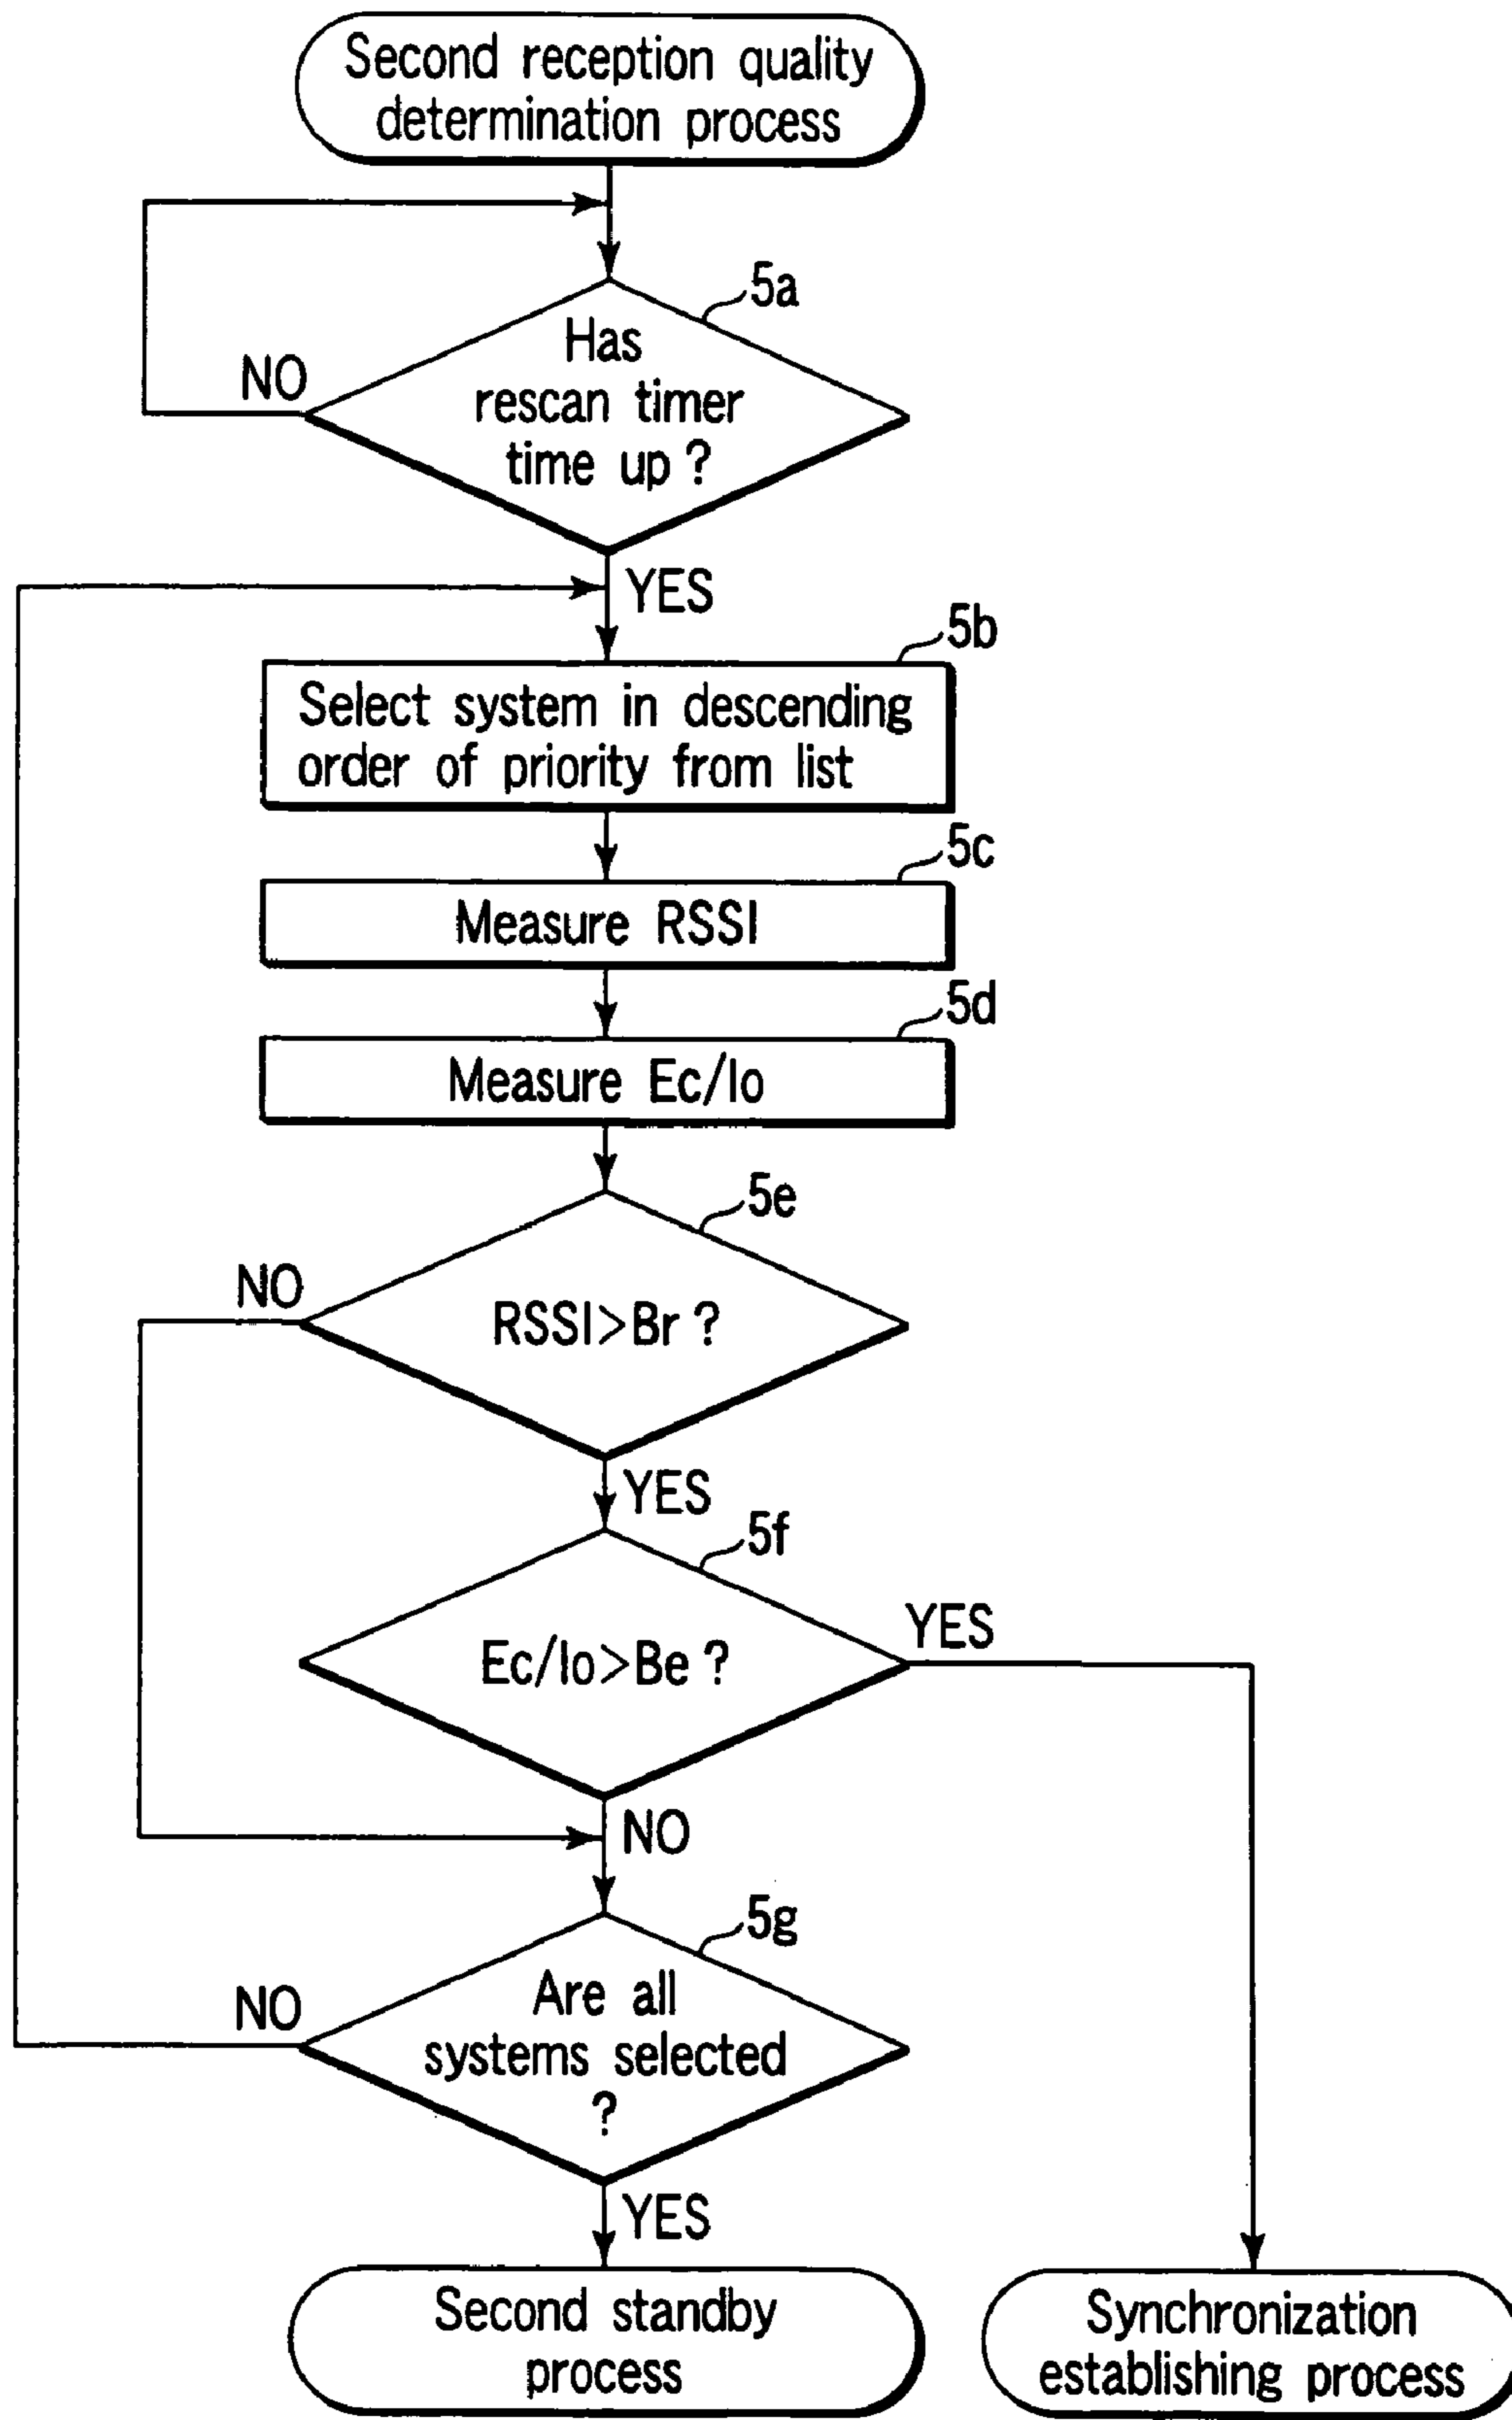 Second reception quality
determination process
5a
Has
rescan timer
time up ?
NO
YES
5b
Select system in descending
order of priority from list
5c
Measure RSSI
5d
Measure Ec/Io
5e
NO
RSSI>Br ?
YES
5f
Ec/Io>Be ?
YES
NO
5g
Are all
systems selected
?
NO
YES
Second standby
process
Synchronization
establishing process